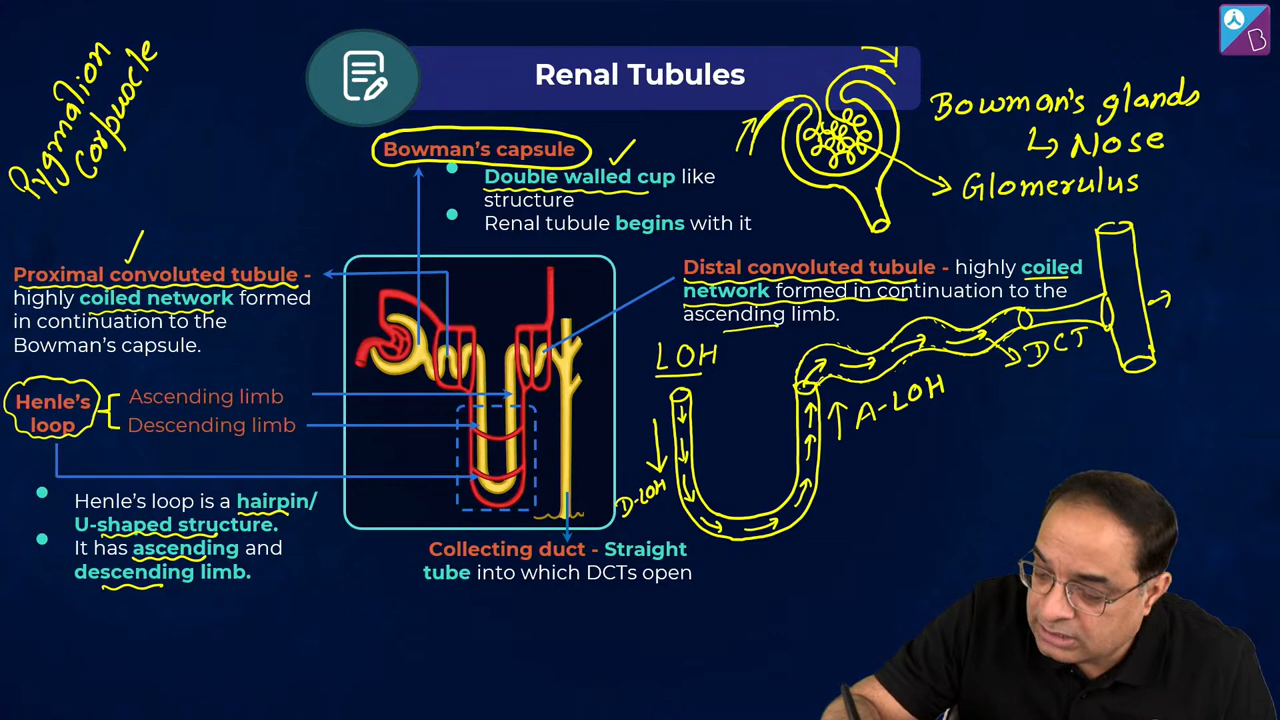 Renal Tubules
Pygmalion
Corpuscle
Bowman's capsule
Double walled cup like
structure
Renal tubule begins with it
Bowman's glands
Nose
Glomerulus
Proximal convoluted tubule -
highly coiled network formed
in continuation to the
Bowman's capsule.
Distal convoluted tubule - highly coiled
network formed in continuation to the
ascending limb.
LOH
DCT
Henle's
loop
Ascending limb
Descending limb
A-LOH
D-LOH
Henle's loop is a hairpin/
U-shaped structure.
It has ascending and
descending limb.
Collecting duct - Straight
tube into which DCTs open
B